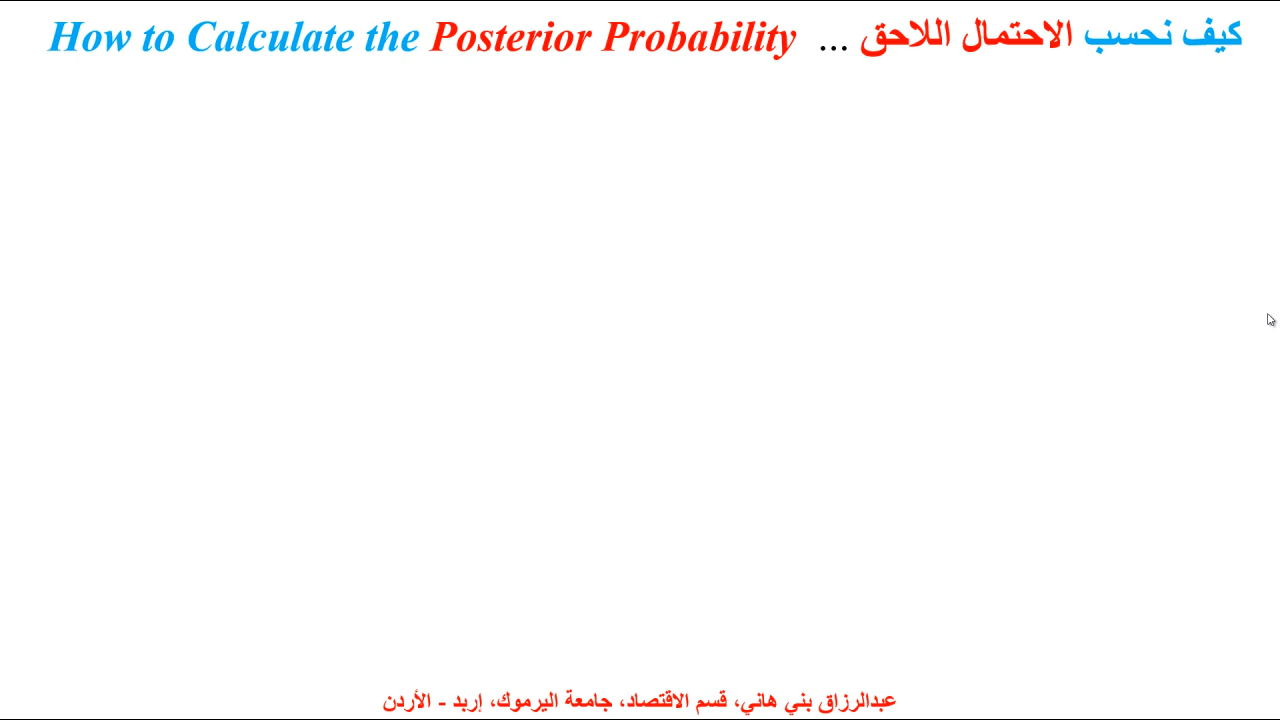 كيف نحسب الاحتمال اللاحق ... How to Calculate the Posterior Probability
عبدالرزاق بني هاني، قسم الاقتصاد، جامعة اليرموك، إربد - الأردن